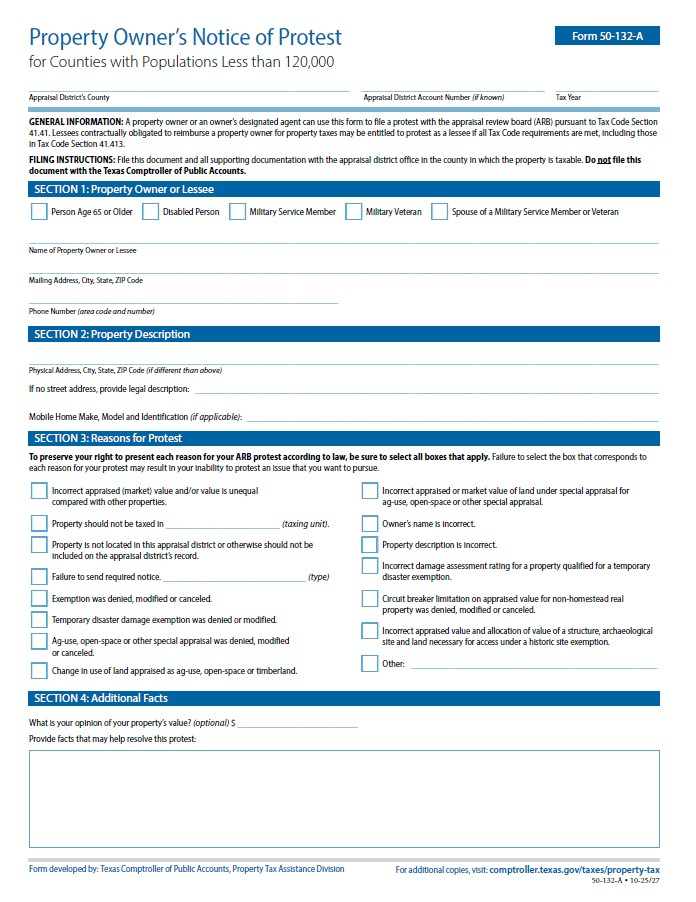 Property Owner's Notice of Protest
Form 50-132-A
for Counties with Populations Less than 120,000
Appraisal District's County
Appraisal District Account Number (if known)
Tax Year
GENERAL INFORMATION: A property owner or an owner's designated agent can use this form to file a protest with the appraisal review board (ARB) pursuant to Tax Code Section
41.41. Lessees contractually obligated to reimburse a property owner for property taxes may be entitled to protest as a lessee if all Tax Code requirements are met, including those
in Tax Code Section 41.413.
FILING INSTRUCTIONS: File this document and all supporting documentation with the appraisal district office in the county in which the property is taxable. Do not file this
document with the Texas Comptroller of Public Accounts.
SECTION 1: Property Owner or Lessee
Person Age 65 or Older
Disabled Person
Military Service Member
Military Veteran
Spouse of a Military Service Member or Veteran
Name of Property Owner or Lessee
Mailing Address, City, State, ZIP Code
Phone Number (area code and number)
SECTION 2: Property Description
Physical Address, City, State, ZIP Code (if different than above)
If no street address, provide legal description:
Mobile Home Make, Model and Identification (if applicable):
SECTION 3: Reasons for Protest
To preserve your right to present each reason for your ARB protest according to law, be sure to select all boxes that apply. Failure to select the box that corresponds to
each reason for your protest may result in your inability to protest an issue that you want to pursue.
Incorrect appraised (market) value and/or value is unequal
compared with other properties.
Property should not be taxed in (taxing unit).
Property is not located in this appraisal district or otherwise should not be
included on the appraisal district's record.
Failure to send required notice. (type)
Exemption was denied, modified or canceled.
Temporary disaster damage exemption was denied or modified.
Ag-use, open-space or other special appraisal was denied, modified
or canceled.
Change in use of land appraised as ag-use, open-space or timberland.
Incorrect appraised or market value of land under special appraisal for
ag-use, open-space or other special appraisal.
Owner's name is incorrect.
Property description is incorrect.
Incorrect damage assessment rating for a property qualified for a temporary
disaster exemption.
Circuit breaker limitation on appraised value for non-homestead real
property was denied, modified or canceled.
Incorrect appraised value and allocation of value of a structure, archaeological
site and land necessary for access under a historic site exemption.
Other:
SECTION 4: Additional Facts
What is your opinion of your property's value? (optional) $
Provide facts that may help resolve this protest:
Form developed by: Texas Comptroller of Public Accounts, Property Tax Assistance Division
For additional copies, visit: comptroller.texas.gov/taxes/property-tax
50-132-A • 10-25/27